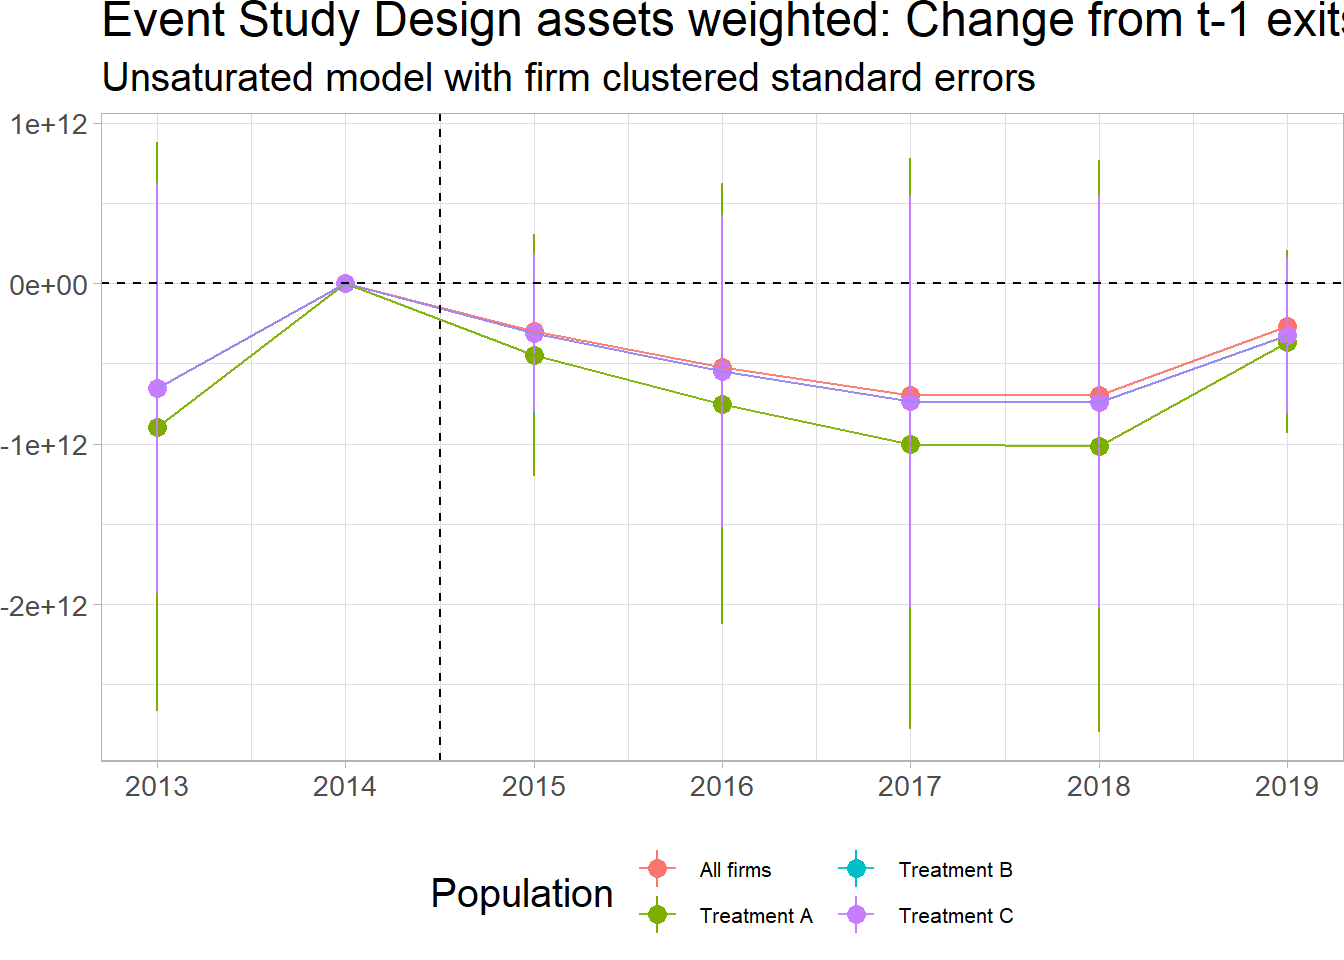 Event Study Design assets weighted: Change from t-1 exits
Unsaturated model with firm clustered standard errors
1e+12
0e+00
-1e+12
-2e+12
2013 2014 2015 2016 2017 2018 2019
Population
All firms
Treatment A
Treatment B
Treatment C